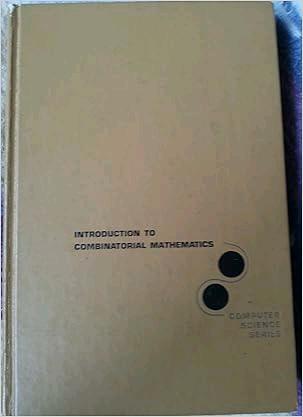 INTRODUCTION TO
COMBINATORIAL MATHEMATICS
COMPUTER
SCIENCE
SERIES